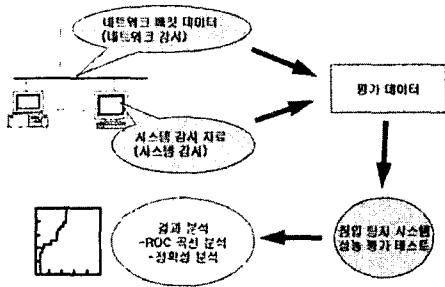 네트워크 패킷 데이터
(네트워크 감시)
평가 데이터
시스템 감사 자료
(시스템 감시)
결과 분석
-ROC 곡선 분석
-정확성 분석
침입 탐지 시스템
성능 평가 테스트